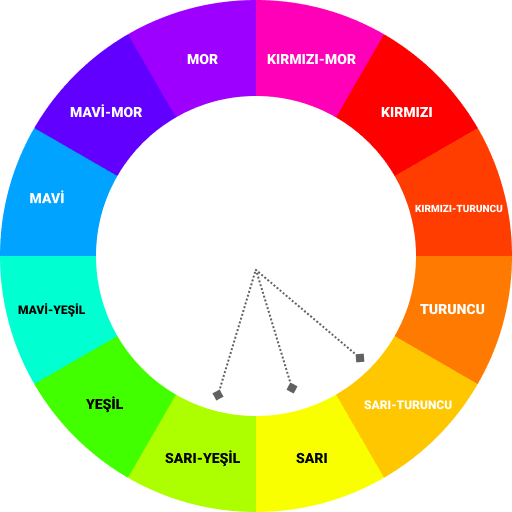 MOR
KIRMIZI-MOR
MAVİ-MOR
KIRMIZI
MAVİ
KIRMIZI-TURUNCU
MAVİ-YEŞİL
TURUNCU
YEŞİL
SARI-TURUNCU
SARI-YEŞİL
SARI